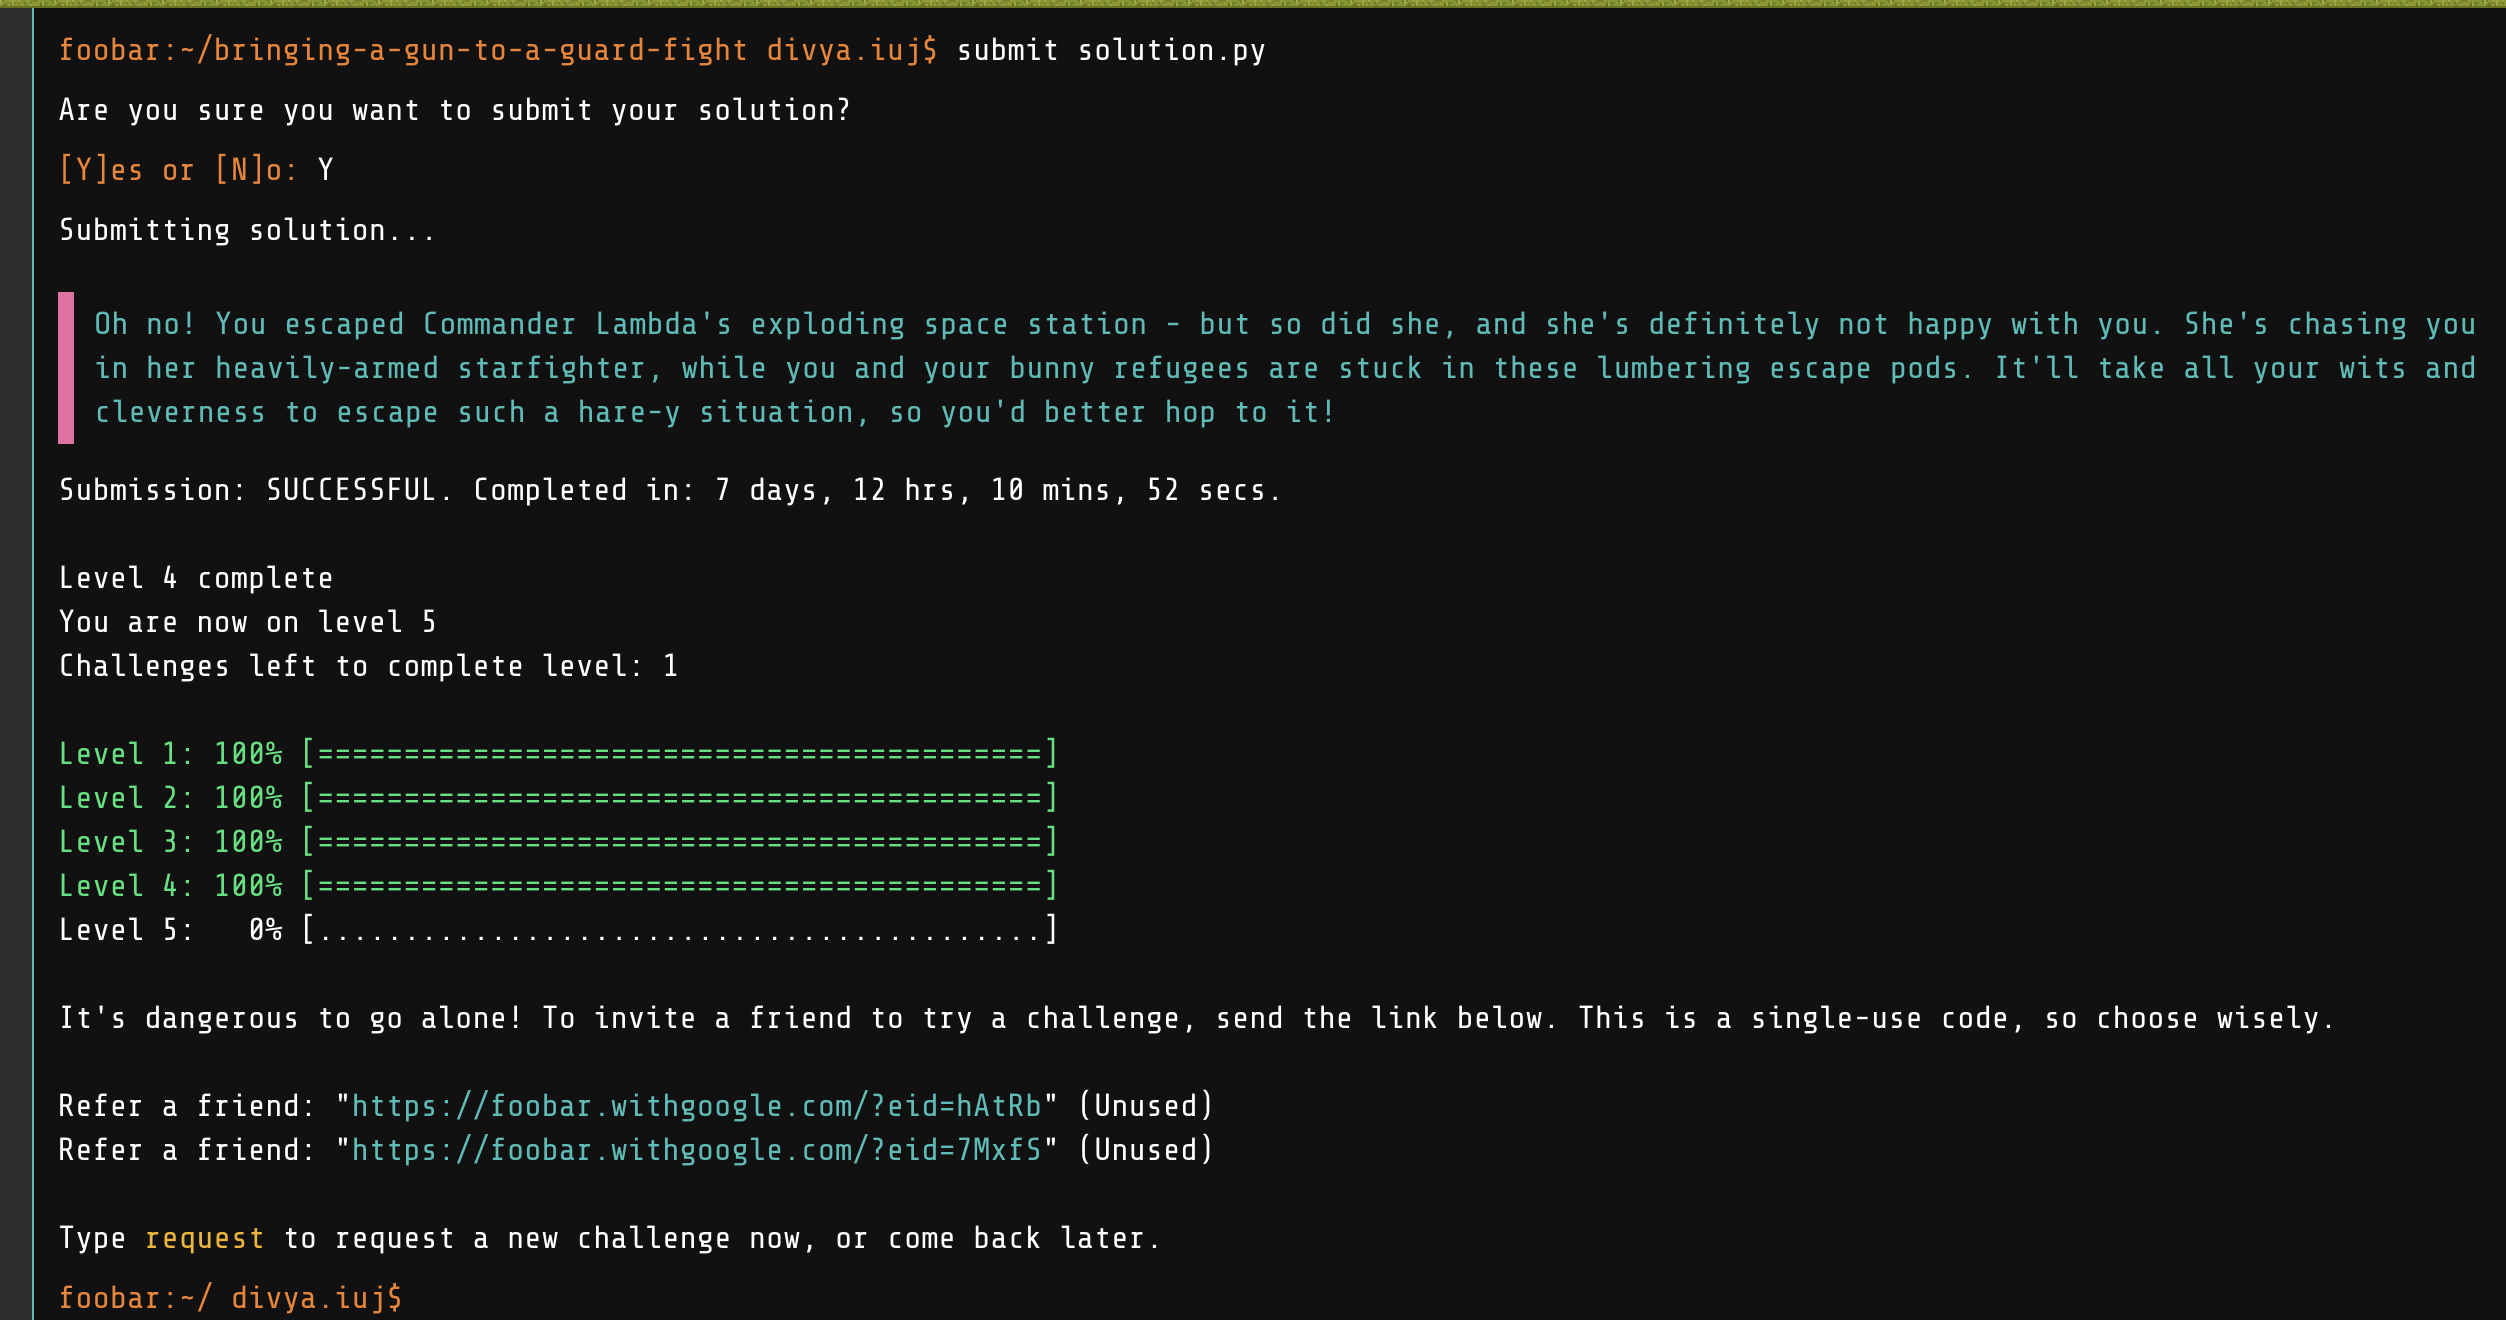 foobar:~/bringing-a-gun-to-a-guard-fight divya.iuj$ submit solution.py
Are you sure you want to submit your solution?
[Y]es or [N]o: Y
Submitting solution...
Oh no! You escaped Commander Lambda's exploding space station - but so did she, and she's definitely not happy with you. She's chasing you
in her heavily-armed starfighter, while you and your bunny refugees are stuck in these lumbering escape pods. It'll take all your wits and
cleverness to escape such a hare-y situation, so you'd better hop to it!
Submission: SUCCESSFUL. Completed in: 7 days, 12 hrs, 10 mins, 52 secs.
Level 4 complete
You are now on level 5
Challenges left to complete level: 1
Level 1: 100% [==========================================]
Level 2: 100% [==========================================]
Level 3: 100% [==========================================]
Level 4: 100% [==========================================]
Level 5:   0% [..........................................]
It's dangerous to go alone! To invite a friend to try a challenge, send the link below. This is a single-use code, so choose wisely.
Refer a friend: "https://foobar.withgoogle.com/?eid=hAtRb" (Unused)
Refer a friend: "https://foobar.withgoogle.com/?eid=7MxfS" (Unused)
Type request to request a new challenge now, or come back later.
foobar:~/ divya.iuj$